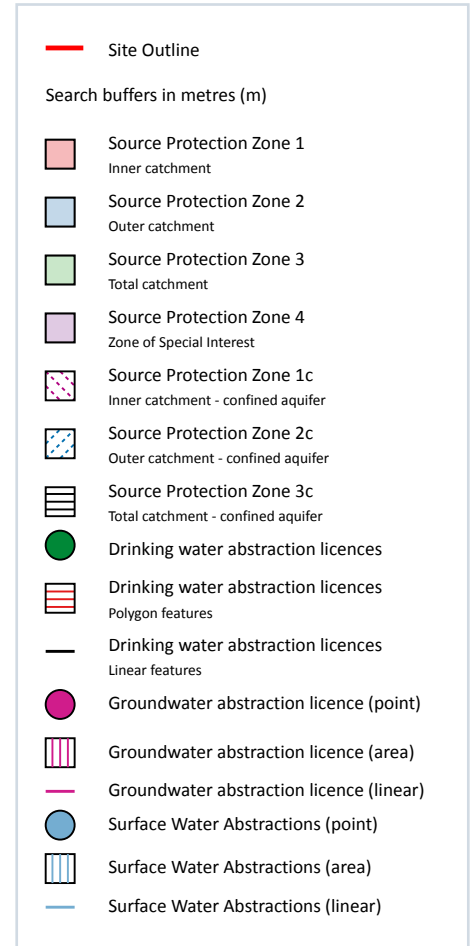 Site Outline
Search buffers in metres (m)
Source Protection Zone 1
Inner catchment
Source Protection Zone 2
Outer catchment
Source Protection Zone 3
Total catchment
Source Protection Zone 4
Zone of Special Interest
Source Protection Zone 1c
Inner catchment - confined aquifer
Source Protection Zone 2c
Outer catchment - confined aquifer
Source Protection Zone 3c
Total catchment - confined aquifer
Drinking water abstraction licences
Drinking water abstraction licences
Polygon features
Drinking water abstraction licences
Linear features
Groundwater abstraction licence (point)
Groundwater abstraction licence (area)
Groundwater abstraction licence (linear)
Surface Water Abstractions (point)
Surface Water Abstractions (area)
Surface Water Abstractions (linear)